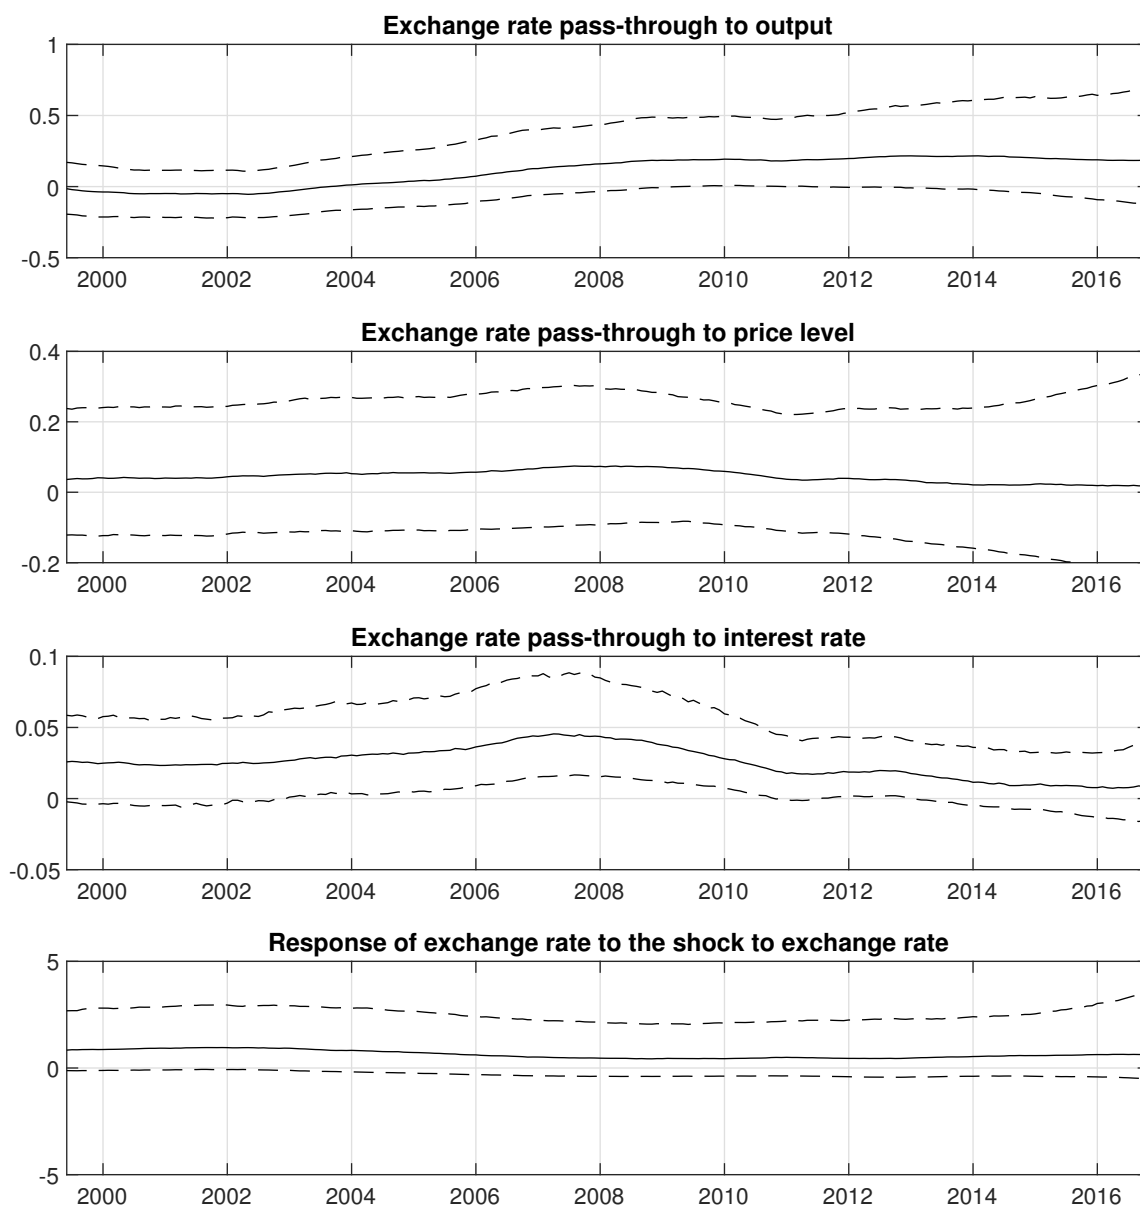 Exchange rate pass-through to output
1
0.5
0
-0.5
2000 2002 2004 2006 2008 2010 2012 2014 2016
Exchange rate pass-through to price level
0.4
0.2
0
-0.2
2000 2002 2004 2006 2008 2010 2012 2014 2016
Exchange rate pass-through to interest rate
0.1
0.05
0
-0.05
2000 2002 2004 2006 2008 2010 2012 2014 2016
Response of exchange rate to the shock to exchange rate
5
0
-5
2000 2002 2004 2006 2008 2010 2012 2014 2016